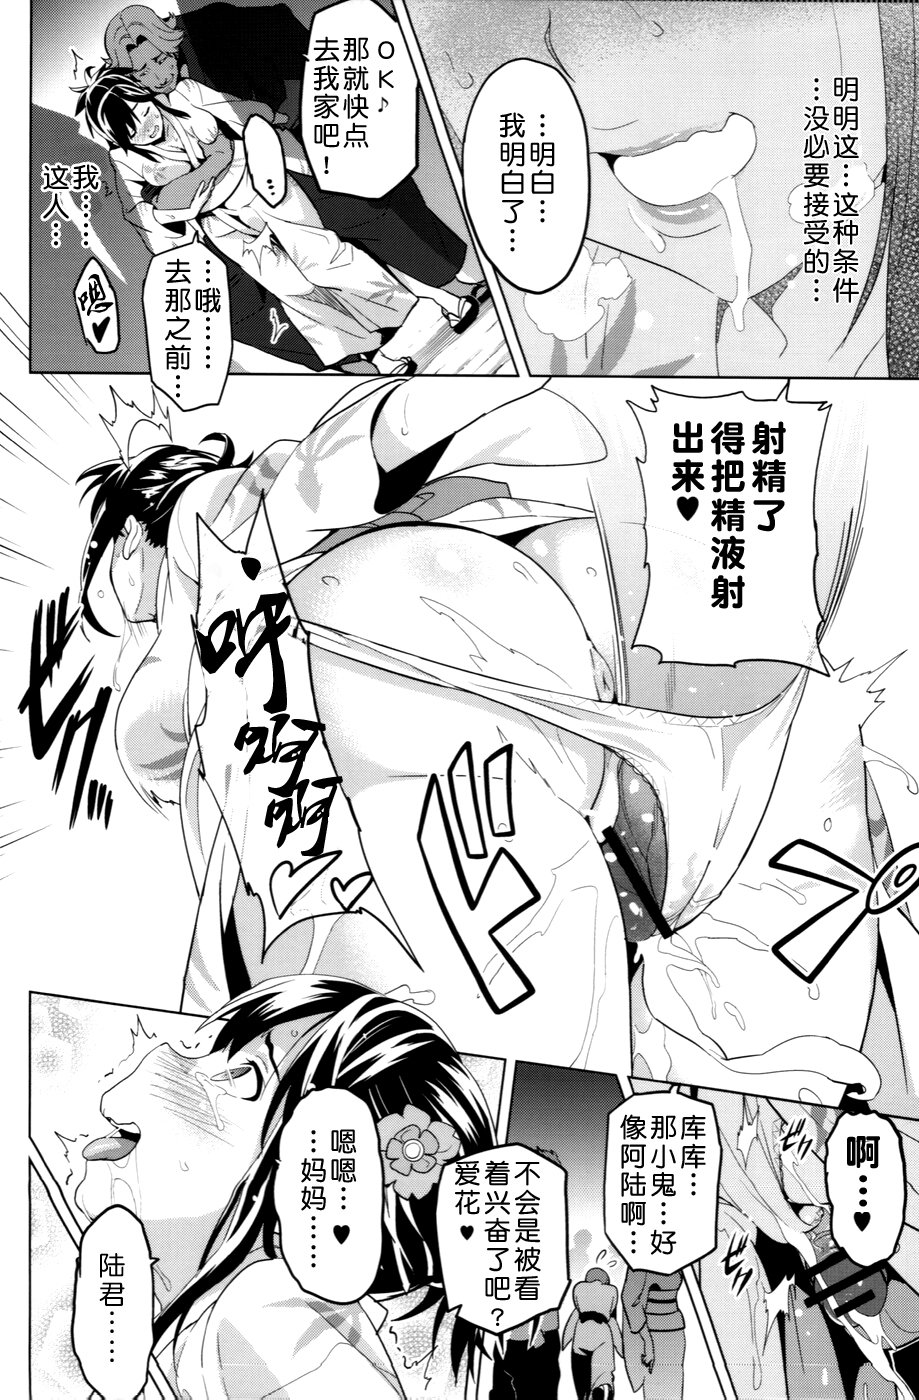 明明这…这种条件
…没必要接受的…
…明白…
我明白了…
OK♪
那就快点
去我家吧！
…
…哦……
去那之前…
我……
这人…
嗯♥
射精了
得把精液射
出来♥
♥
呼
啊啊
啊啊
啊…♥
库库…
那小鬼…好
像阿陆啊…
不会是被看
着兴奋了吧？
爱花♥
嗯嗯…
…妈妈…♥
陆君…